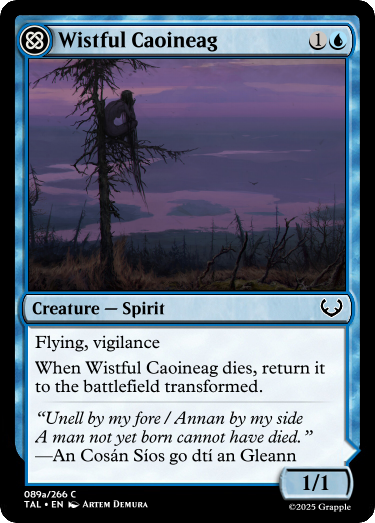 Wistful Caoineag 1
Creature — Spirit
Flying, vigilance
When Wistful Caoineag dies, return it
to the battlefield transformed.
“Unell by my fore / Annan by my side
A man not yet born cannot have died.”
—An Cosán Síos go dtí an Gleann
1/1
089a/266 C
TAL • EN Artem Demura
©2025 Grapple